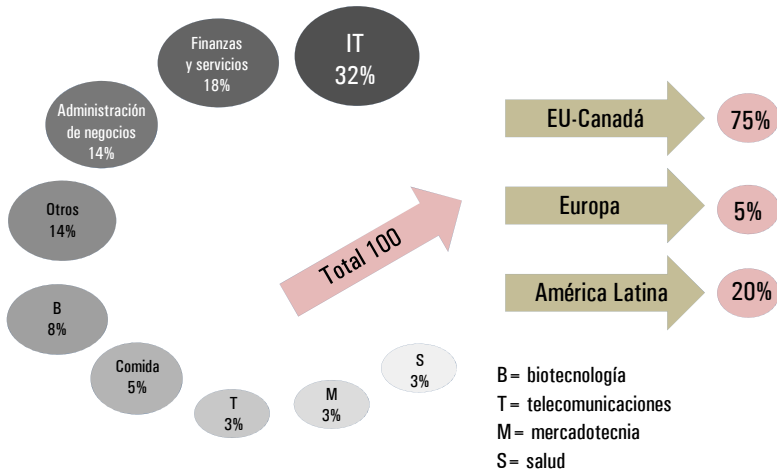 IT
32%
Finanzas
y servicios
18%
Administración
de negocios
14%
Otros
14%
B
8%
Comida
5%
T
3%
M
3%
S
3%
Total 100
EU-Canadá
75%
Europa
5%
América Latina
20%
B= biotecnología
T= telecomunicaciones
M= mercadotecnia
S= salud